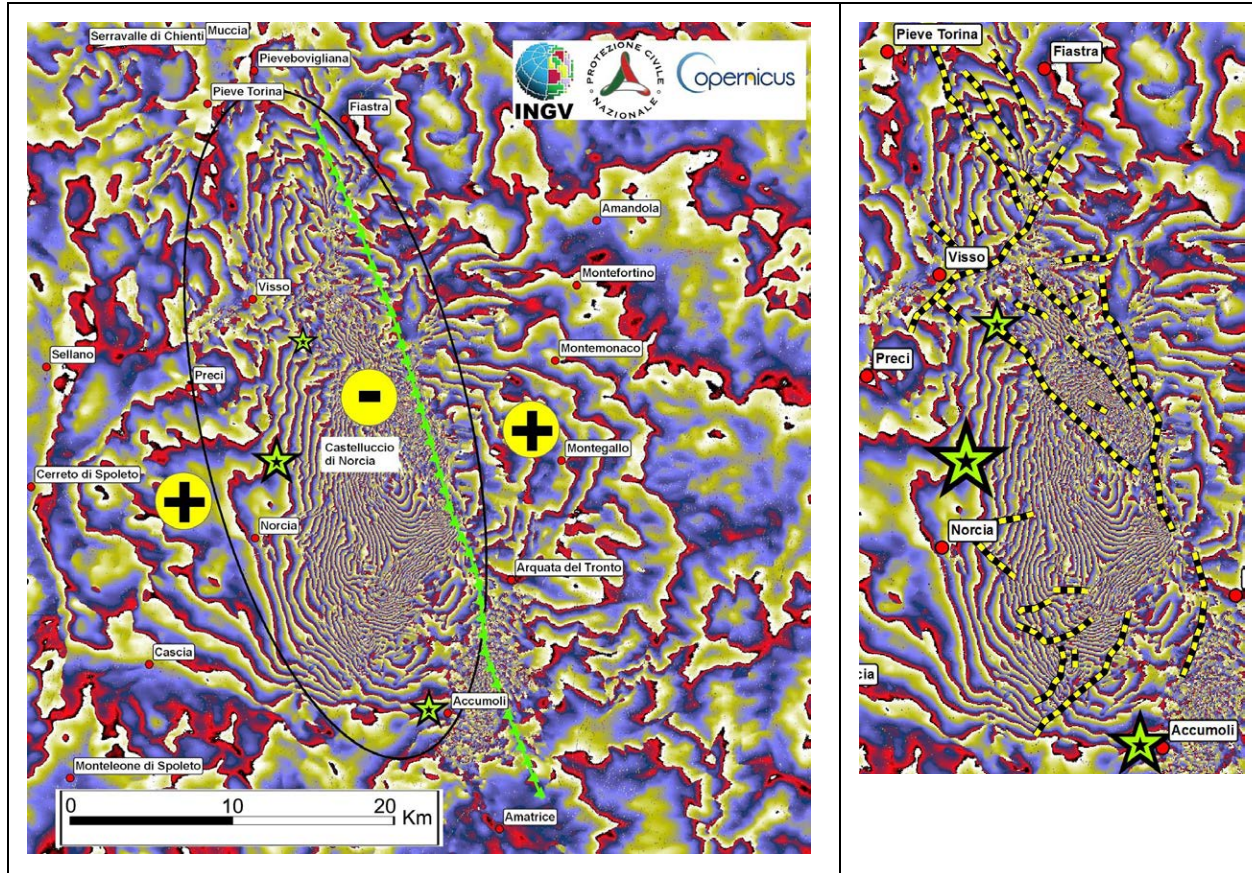 Serravalle di Chienti
Muccia
Pievebovigliana
Pieve Torina
Fiastra
INGV
PROTEZIONE CIVILE
NAZIONALE
opernicus
Amandola
Montefortino
Visso
Montemonaco
Sellano
Preci
-
+
Castelluccio
di Norcia
Montegallo
Cerreto di Spoleto
+
Norcia
Arquata del Tronto
Cascia
Accumoli
Monteleone di Spoleto
0 10 20
Km
Amatrice
Pieve Torina
Fiastra
Visso
Preci
Norcia
cia
Accumoli